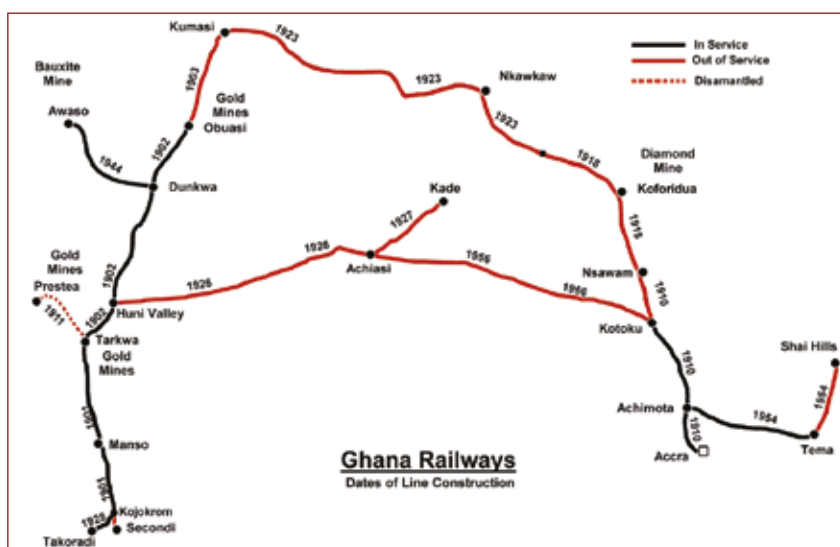 Kumasi
1923
In Service
Out of Service
Disamantled
Bauxite Mine
Awaso
1903
Gold Mines
Obuasi
1923
Nkawkaw
1923
1902
1944
Dunkwa
1918
Diamond Mine
Koforidua
Kade
1927
1915
Gold Mines
Prestea
1902
1926
1926
Achiasi
1956
1956
Nsawam
1910
1911
1902
Huni Valley
Kotoku
Tarkwa
Gold Mines
1910
Shai Hills
1954
1901
Achimota
1954
1910
Accra
Tema
Manso
Ghana Railways
Dates of Line Construction
1901
Kojokrom
Secondi
Takoradi